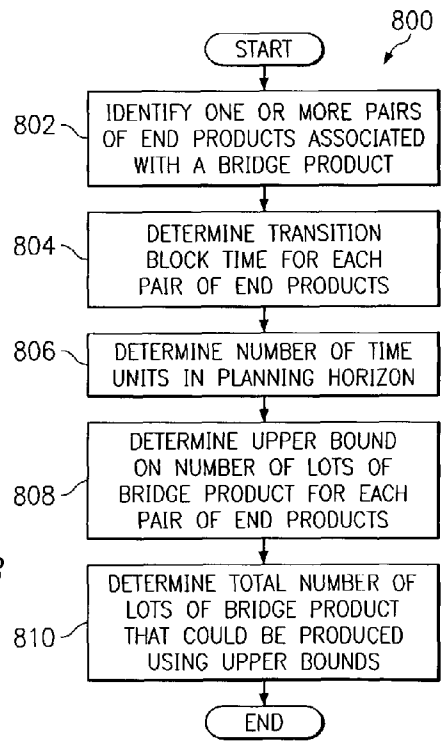 800
START
802
IDENTIFY ONE OR MORE PAIRS
OF END PRODUCTS ASSOCIATED
WITH A BRIDGE PRODUCT
804
DETERMINE TRANSITION
BLOCK TIME FOR EACH
PAIR OF END PRODUCTS
806
DETERMINE NUMBER OF TIME
UNITS IN PLANNING HORIZON
808
DETERMINE UPPER BOUND
ON NUMBER OF LOTS OF
BRIDGE PRODUCT FOR EACH
PAIR OF END PRODUCTS
810
DETERMINE TOTAL NUMBER OF
LOTS OF BRIDGE PRODUCT
THAT COULD BE PRODUCED
USING UPPER BOUNDS
END